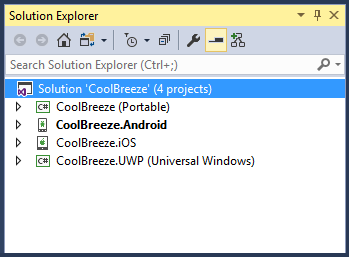 Solution Explorer
Search Solution Explorer (Ctrl+;)
Solution 'CoolBreeze' (4 projects)
C# CoolBreeze (Portable)
CoolBreeze.Android
CoolBreeze.iOS
C# CoolBreeze.UWP (Universal Windows)